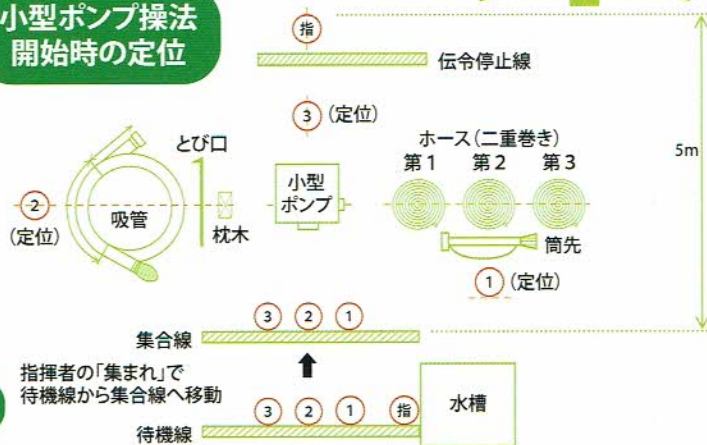 小型ポンプ操法
開始時の定位
指
伝令停止線
3 (定位)
とび口
ホース(二重巻き)
第1 第2 第3
5m
小型
ポンプ
2
(定位)
吸管
枕木
筒先
1 (定位)
3 2 1
集合線
指揮者の「集まれ」で
待機線から集合線へ移動
3 2 1 指
水槽
待機線